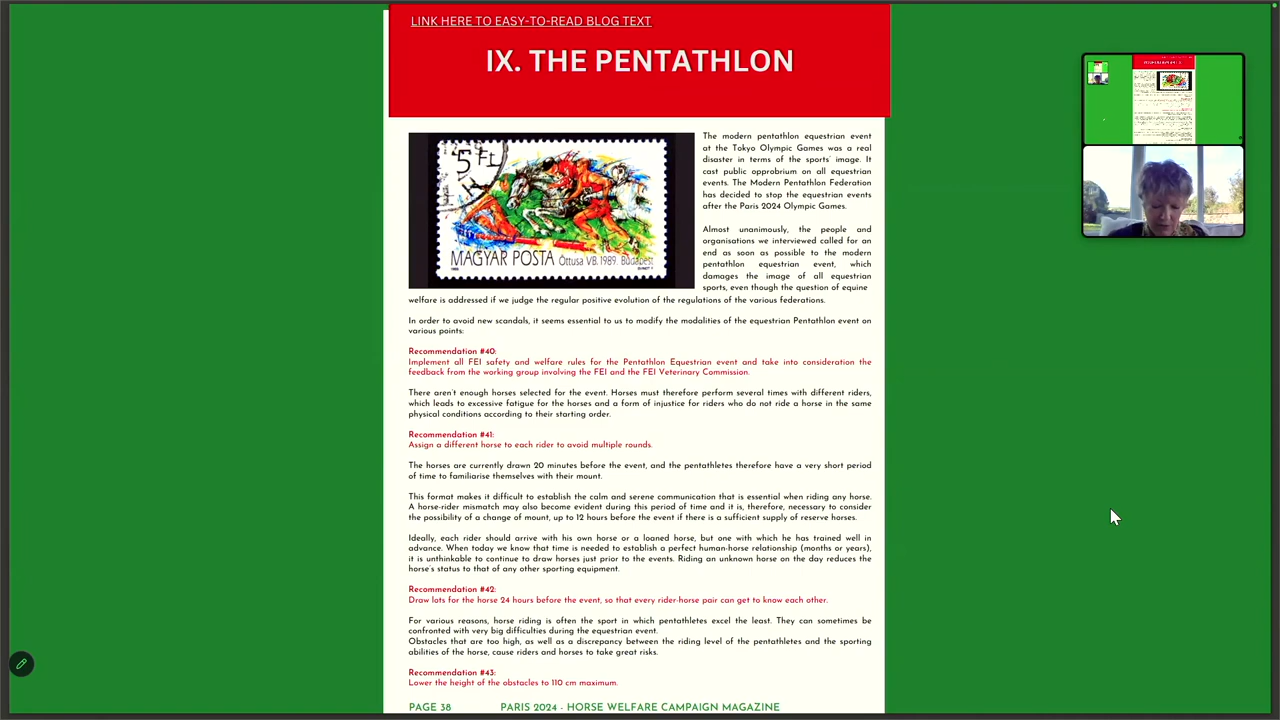 LINK HERE TO EASY-TO-READ BLOG TEXT
IX. THE PENTATHLON
5 Ft
MAGYAR POSTA Öttusa VB. 1989. Budapest
The modern pentathlon equestrian event
at the Tokyo Olympic Games was a real
disaster in terms of the sports' image. It
cast public opprobrium on all equestrian
events. The Modern Pentathlon Federation
has decided to stop the equestrian events
after the Paris 2024 Olympic Games.
Almost unanimously, the people and
organisations we interviewed called for an
end as soon as possible to the modern
pentathlon equestrian event, which
damages the image of all equestrian
sports, even though the question of equine
welfare is addressed if we judge the regular positive evolution of the regulations of the various federations.
In order to avoid new scandals, it seems essential to us to modify the modalities of the equestrian Pentathlon event on
various points:
Recommendation #40:
Implement all FEI safety and welfare rules for the Pentathlon Equestrian event and take into consideration the
feedback from the working group involving the FEI and the FEI Veterinary Commission.
There aren't enough horses selected for the event. Horses must therefore perform several times with different riders,
which leads to excessive fatigue for the horses and a form of injustice for riders who do not ride a horse in the same
physical conditions according to their starting order.
Recommendation #41:
Assign a different horse to each rider to avoid multiple rounds.
The horses are currently drawn 20 minutes before the event, and the pentathletes therefore have a very short period
of time to familiarise themselves with their mount.
This format makes it difficult to establish the calm and serene communication that is essential when riding any horse.
A horse-rider mismatch may also become evident during this period of time and it is, therefore, necessary to consider
the possibility of a change of mount, up to 12 hours before the event if there is a sufficient supply of reserve horses.
Ideally, each rider should arrive with his own horse or a loaned horse, but one with which he has trained well in
advance. When today we know that time is needed to establish a perfect human-horse relationship (months or years),
it is unthinkable to continue to draw horses just prior to the events. Riding an unknown horse on the day reduces the
horse's status to that of any other sporting equipment.
Recommendation #42:
Draw lots for the horse 24 hours before the event, so that every rider-horse pair can get to know each other.
For various reasons, horse riding is often the sport in which pentathletes excel the least. They can sometimes be
confronted with very big difficulties during the equestrian event.
Obstacles that are too high, as well as a discrepancy between the riding level of the pentathletes and the sporting
abilities of the horse, cause riders and horses to take great risks.
Recommendation #43:
Lower the height of the obstacles to 110 cm maximum.
PAGE 38 PARIS 2024 - HORSE WELFARE CAMPAIGN MAGAZINE